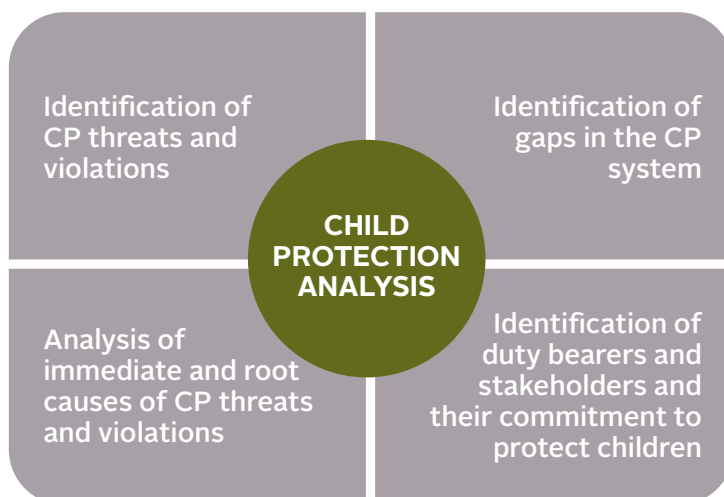 Identification of
CP threats and
violations
Identification of
gaps in the CP
system
CHILD
PROTECTION
ANALYSIS
Analysis of
immediate and root
causes of CP threats
and violations
Identification of
duty bearers and
stakeholders and
their commitment to
protect children